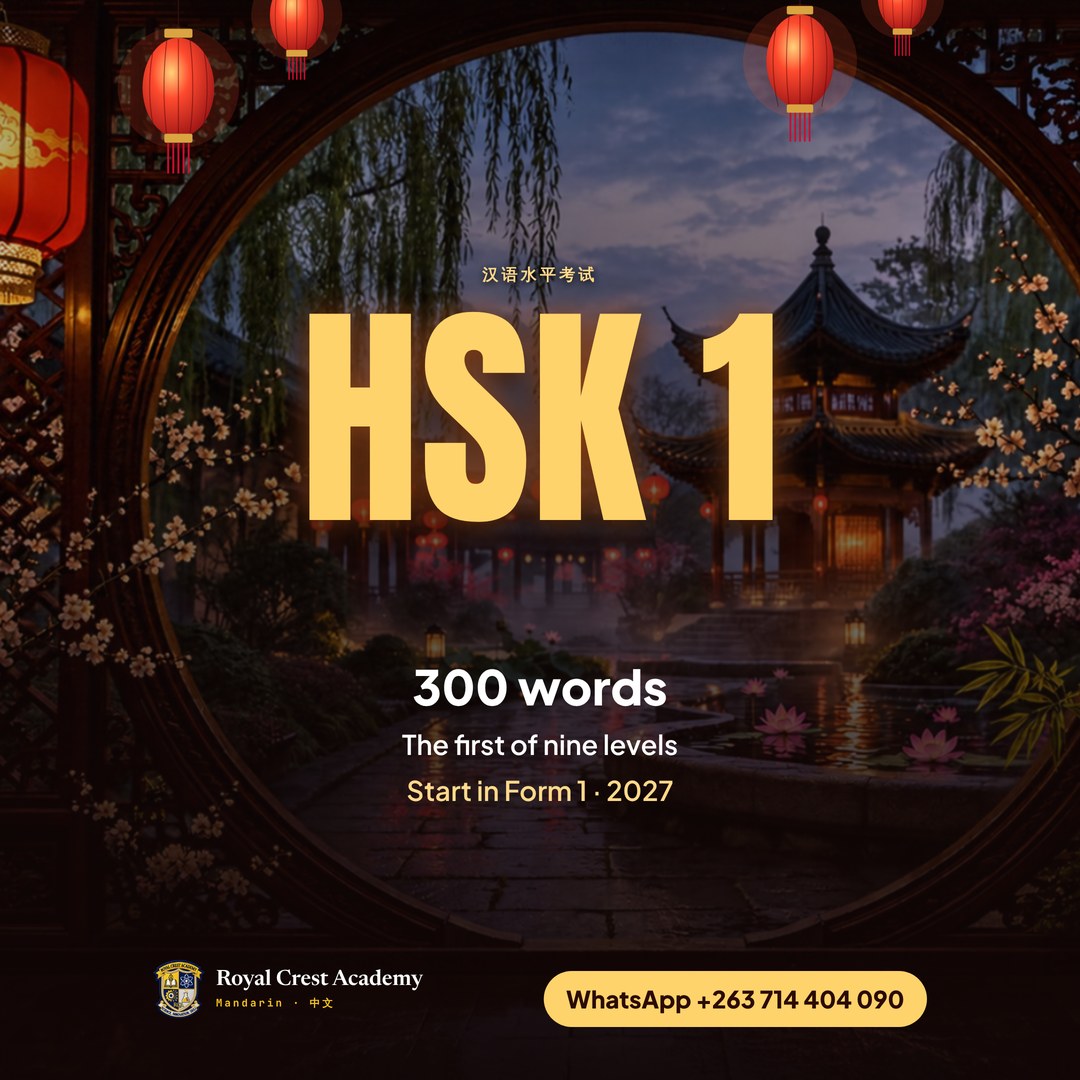 汉语水平考试
HSK 1
300 words
The first of nine levels
Start in Form 1 · 2027
Royal Crest Academy
Mandarin · 中文
WhatsApp +263 714 404 090